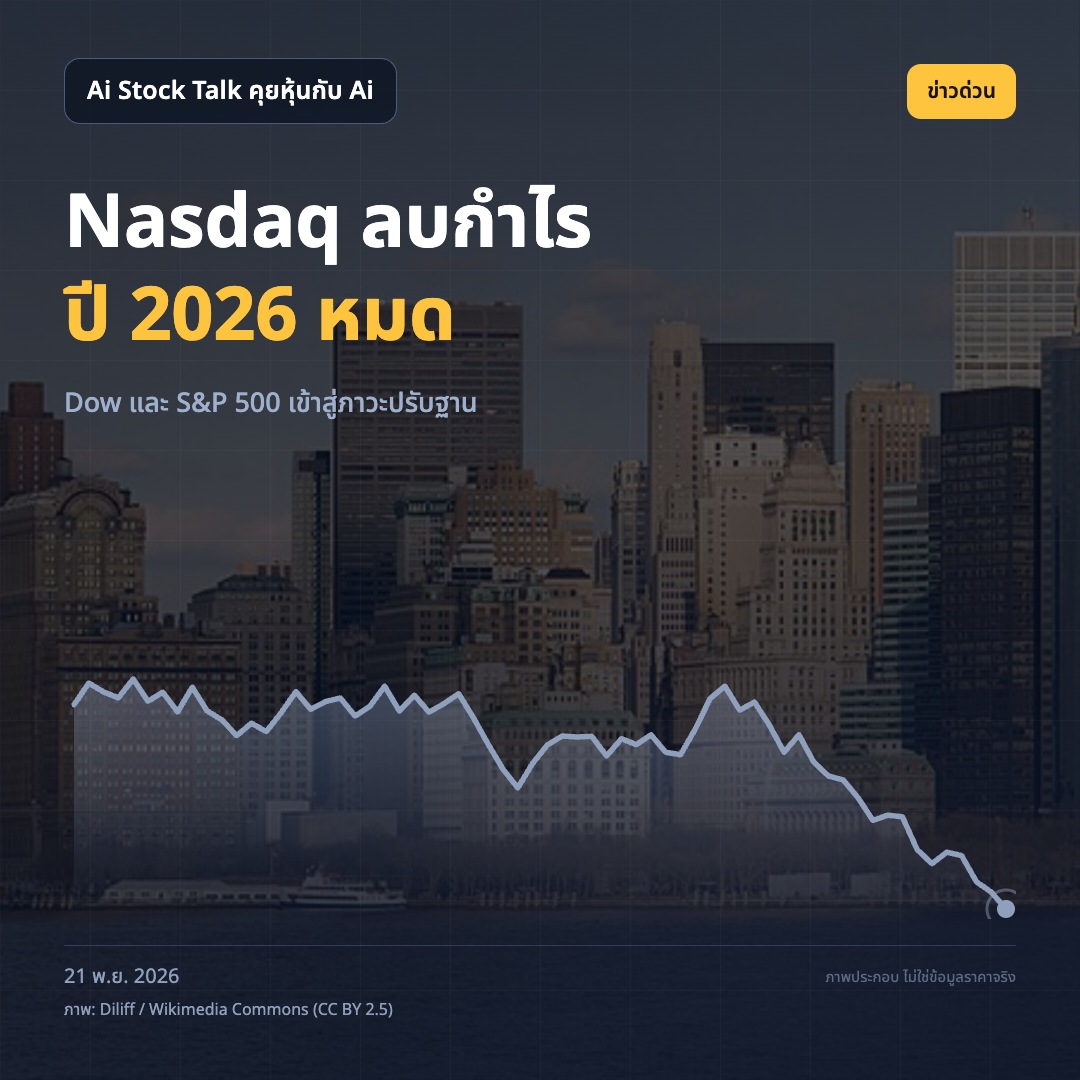 Ai Stock Talk คุยหุ้นกับ Ai
ข่าวด่วน
Nasdaq ลบกำไร
ปี 2026 หมด
Dow และ S&P 500 เข้าสู่ภาวะปรับฐาน
21 พ.ย. 2026
ภาพประกอบ ไม่ใช่ข้อมูลราคาจริง
ภาพ: Diliff / Wikimedia Commons (CC BY 2.5)